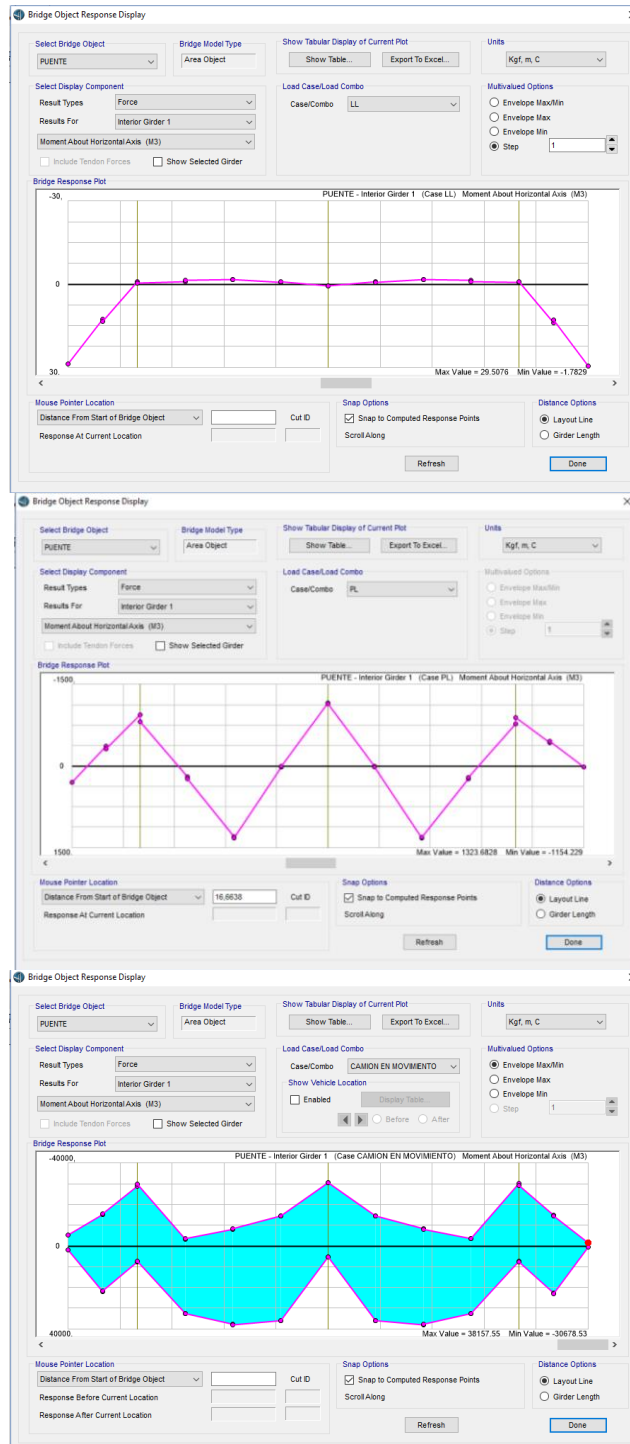 Bridge Object Response Display
Select Bridge Object
Bridge Model Type
Show Tabular Display of Current Plot
Units
PUENTE
Area Object
Show Table...
Export To Excel...
Kgf, m, C
Select Display Component
Load Case/Load Combo
Multivalued Options
Result Types
Force
Case/Combo
LL
Envelope Max/Min
Results For
Interior Girder 1
Envelope Max
Moment About Horizontal Axis (M3)
Envelope Min
Include Tendon Forces
Show Selected Girder
Step
1
Bridge Response Plot
PUENTE - Interior Girder 1 (Case LL) Moment About Horizontal Axis (M3)
-30,
0
30.
Max Value = 29.5076 Min Value = -1.7829
Mouse Pointer Location
Snap Options
Distance Options
Distance From Start of Bridge Object
Cut ID
Snap to Computed Response Points
Layout Line
Response At Current Location
Scroll Along
Girder Length
Refresh
Done
Bridge Object Response Display
Select Bridge Object
Bridge Model Type
Show Tabular Display of Current Plot
Units
PUENTE
Area Object
Show Table...
Export To Excel...
Kgf, m, C
Select Display Component
Load Case/Load Combo
Multivalued Options
Result Types
Force
Case/Combo
PL
Envelope Max/Min
Results For
Interior Girder 1
Envelope Max
Moment About Horizontal Axis (M3)
Envelope Min
Include Tendon Forces
Show Selected Girder
Step
1
Bridge Response Plot
PUENTE - Interior Girder 1 (Case PL) Moment About Horizontal Axis (M3)
-1500,
0
1500.
Max Value = 1323.6828 Min Value = -1154.229
Mouse Pointer Location
Snap Options
Distance Options
Distance From Start of Bridge Object
16,6638
Cut ID
Snap to Computed Response Points
Layout Line
Response At Current Location
Scroll Along
Girder Length
Refresh
Done
Bridge Object Response Display
Select Bridge Object
Bridge Model Type
Show Tabular Display of Current Plot
Units
PUENTE
Area Object
Show Table...
Export To Excel...
Kgf, m, C
Select Display Component
Load Case/Load Combo
Multivalued Options
Result Types
Force
Case/Combo
CAMION EN MOVIMIENTO
Envelope Max/Min
Results For
Interior Girder 1
Show Vehicle Location
Envelope Max
Moment About Horizontal Axis (M3)
Enabled
Display Table...
Envelope Min
Include Tendon Forces
Show Selected Girder
Before
After
Step
1
Bridge Response Plot
PUENTE - Interior Girder 1 (Case CAMION EN MOVIMIENTO) Moment About Horizontal Axis (M3)
-40000,
0
40000.
Max Value = 38157.55 Min Value = -30678.53
Mouse Pointer Location
Snap Options
Distance Options
Distance From Start of Bridge Object
Cut ID
Snap to Computed Response Points
Layout Line
Response Before Current Location
Scroll Along
Girder Length
Response After Current Location
Refresh
Done